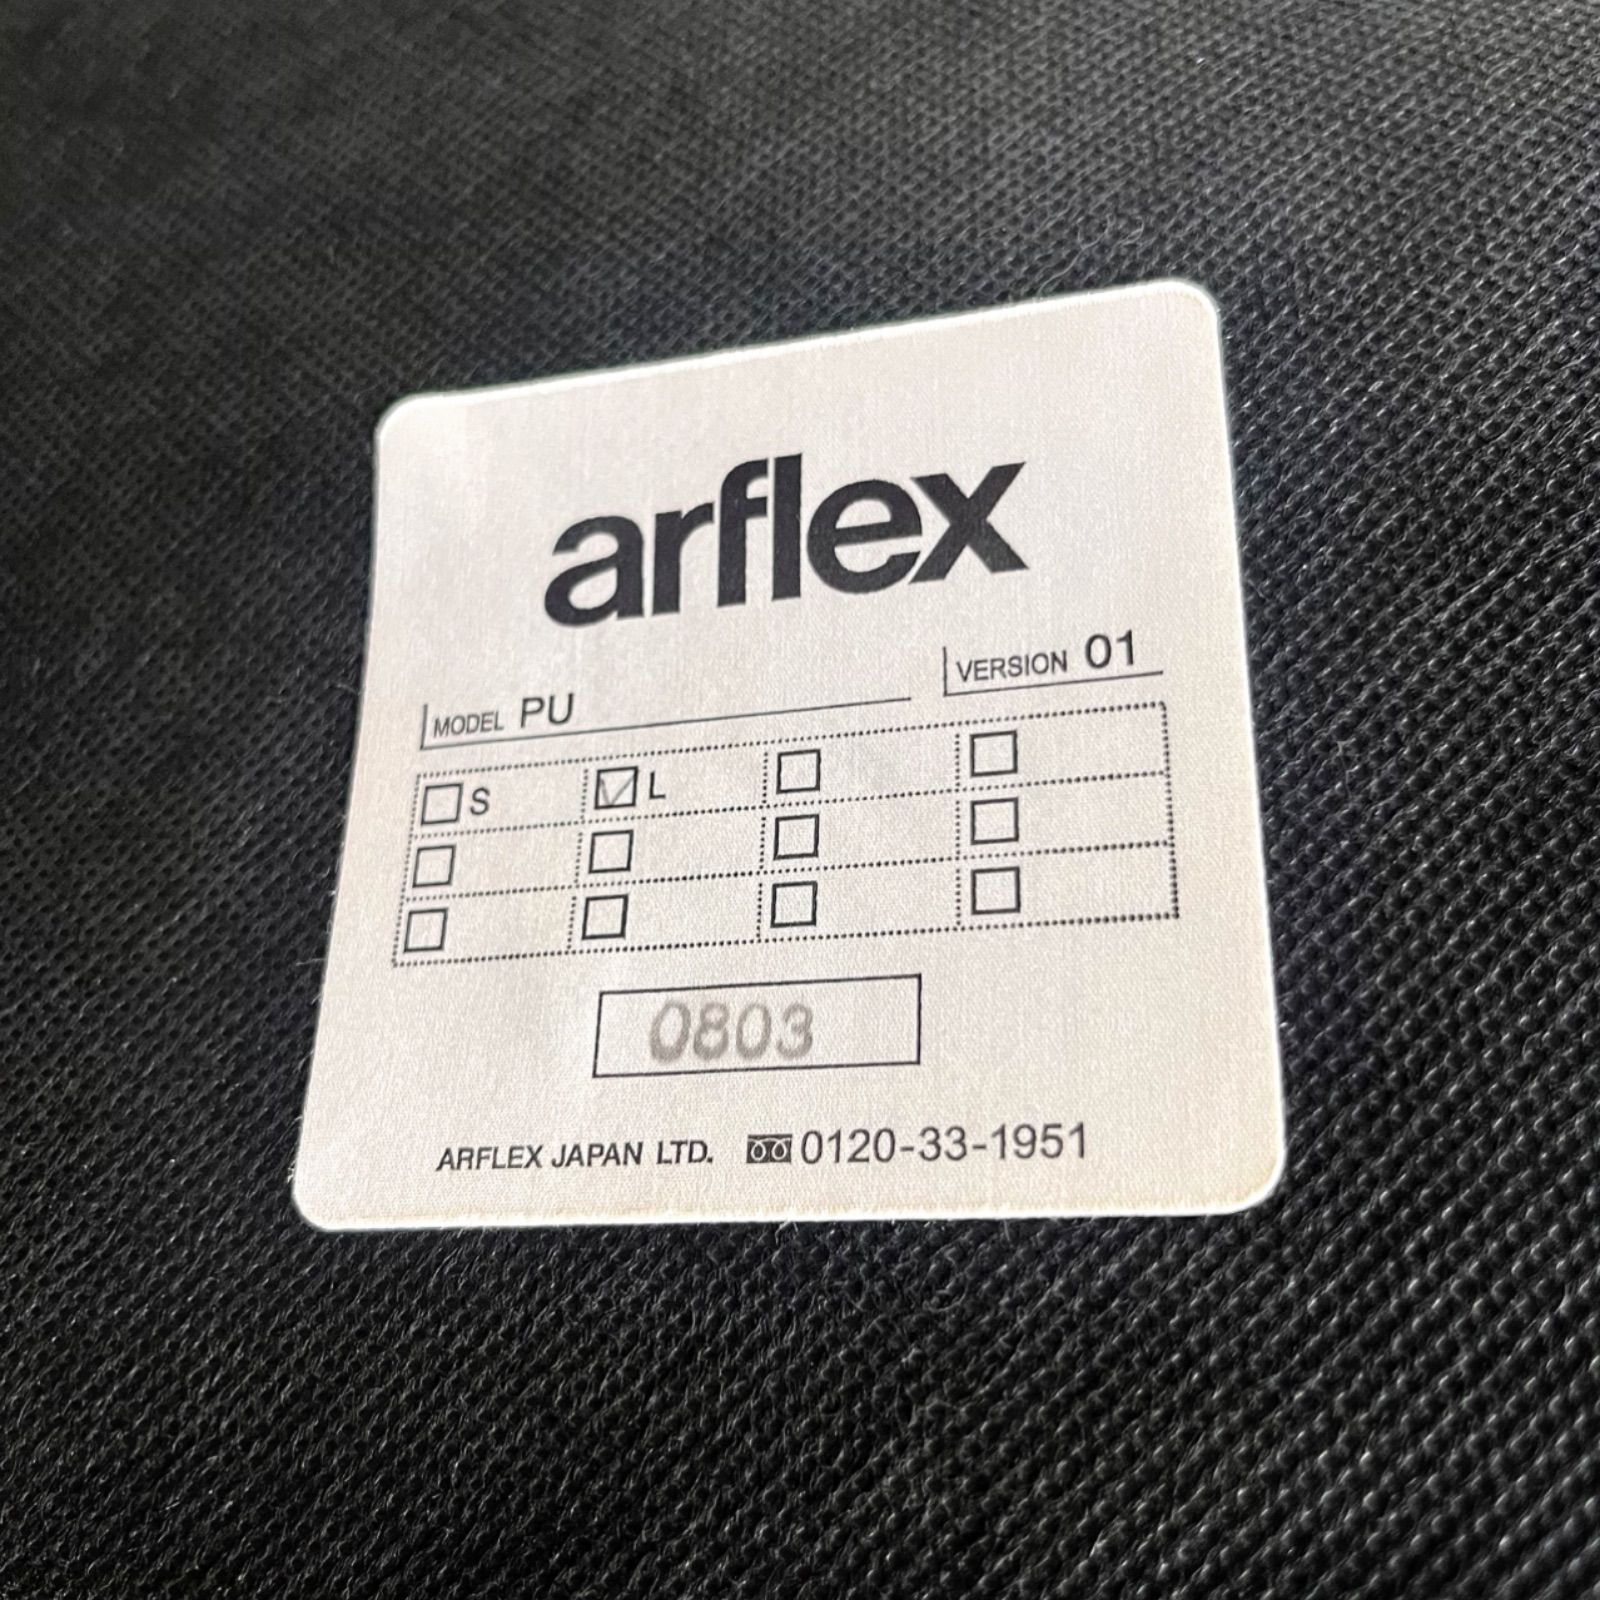 arflex
MODEL PU
VERSION 01
S
L
0803
ARFLEX JAPAN LTD. 0120-33-1951